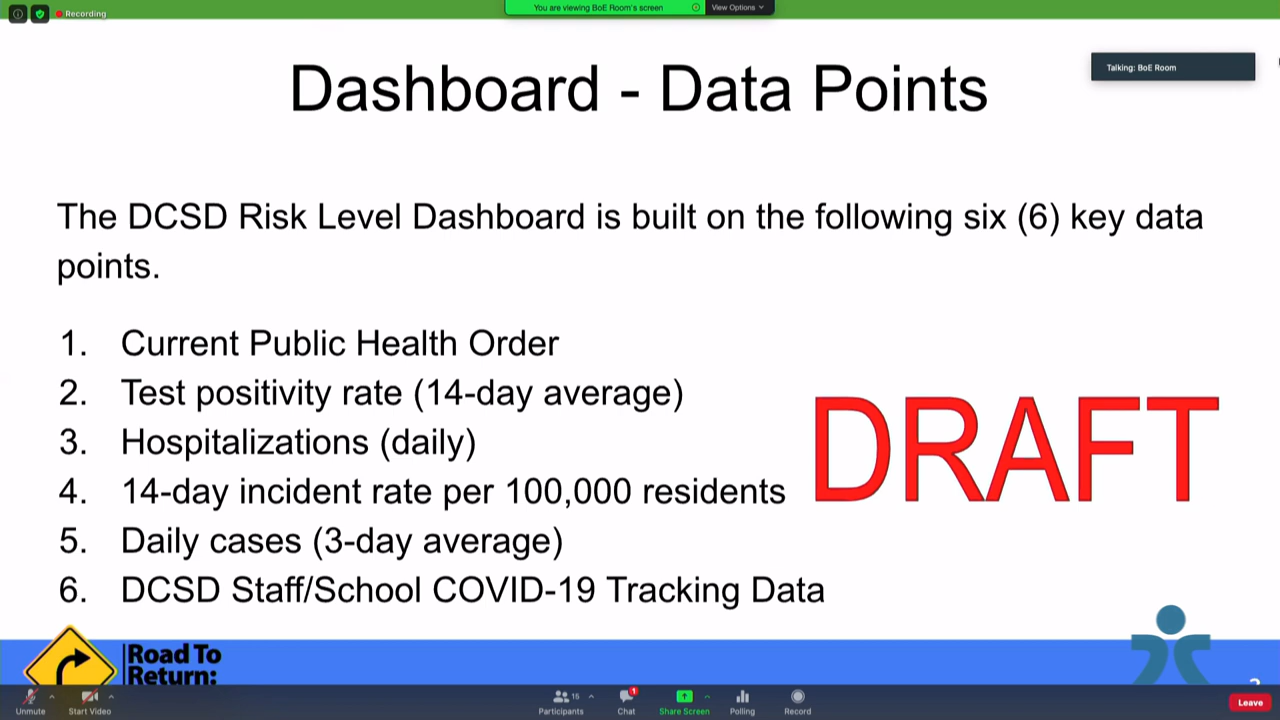 Recording
You are viewing BoE Room's screen
View Options
Talking: BoE Room
Dashboard - Data Points
The DCSD Risk Level Dashboard is built on the following six (6) key data
points.
1. Current Public Health Order
2. Test positivity rate (14-day average)
3. Hospitalizations (daily)
4. 14-day incident rate per 100,000 residents
5. Daily cases (3-day average)
6. DCSD Staff/School COVID-19 Tracking Data
DRAFT
Road To
Return:
Unmute
Start Video
15
Participants
1
Chat
Share Screen
Polling
Record
Leave